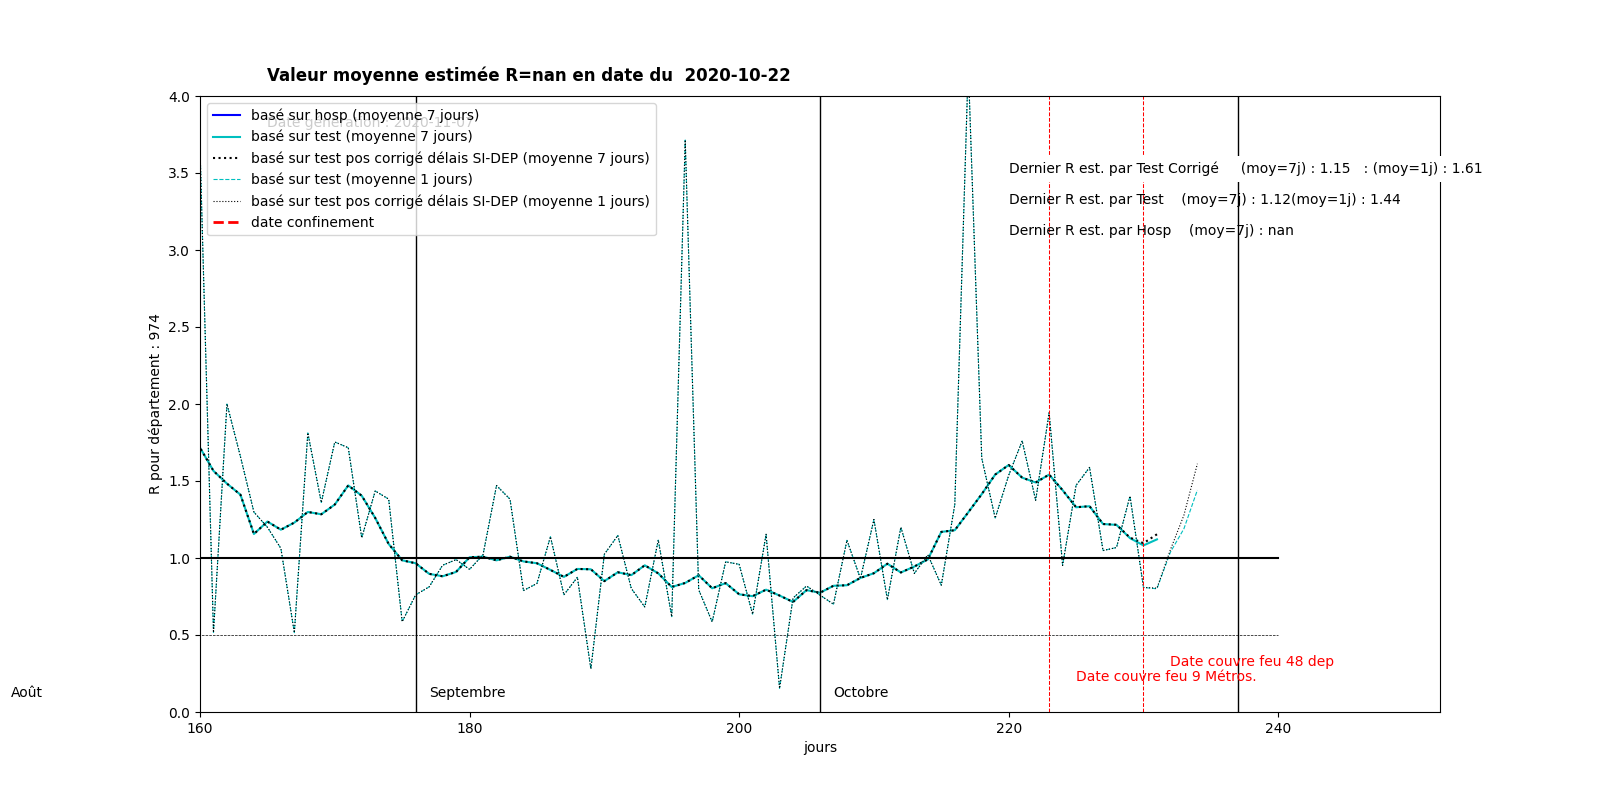 Valeur moyenne estimée R=nan en date du  2020-10-22
Date génération : 2020-11-07
basé sur hosp (moyenne 7 jours)
basé sur test (moyenne 7 jours)
basé sur test pos corrigé délais SI-DEP (moyenne 7 jours)
basé sur test (moyenne 1 jours)
basé sur test pos corrigé délais SI-DEP (moyenne 1 jours)
date confinement
Dernier R est. par Test Corrigé     (moy=7j) : 1.15   : (moy=1j) : 1.61
Dernier R est. par Test    (moy=7j) : 1.12(moy=1j) : 1.44
Dernier R est. par Hosp    (moy=7j) : nan
4.0
3.5
3.0
2.5
2.0
1.5
1.0
0.5
0.0
R pour département : 974
Date couvre feu 48 dep
Date couvre feu 9 Métros.
Août
Septembre
Octobre
160
180
200
220
240
jours